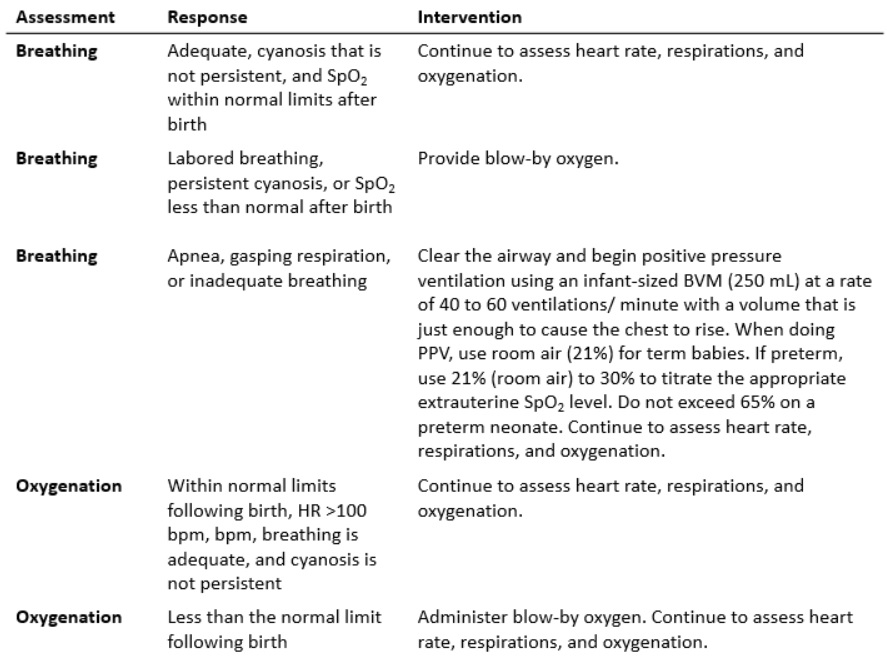 Assessment Response Intervention
Breathing Adequate, cyanosis that is Continue to assess heart rate, respirations, and
not persistent, and SpO₂ oxygenation.
within normal limits after
birth
Breathing Labored breathing, Provide blow-by oxygen.
persistent cyanosis, or SpO₂
less than normal after birth
Breathing Apnea, gasping respiration, Clear the airway and begin positive pressure
or inadequate breathing ventilation using an infant-sized BVM (250 mL) at a rate
of 40 to 60 ventilations/ minute with a volume that is
just enough to cause the chest to rise. When doing
PPV, use room air (21%) for term babies. If preterm,
use 21% (room air) to 30% to titrate the appropriate
extrauterine SpO₂ level. Do not exceed 65% on a
preterm neonate. Continue to assess heart rate,
respirations, and oxygenation.
Oxygenation Within normal limits Continue to assess heart rate, respirations, and
following birth, HR >100 oxygenation.
bpm, bpm, breathing is
adequate, and cyanosis is
not persistent
Oxygenation Less than the normal limit Administer blow-by oxygen. Continue to assess heart
following birth rate, respirations, and oxygenation.